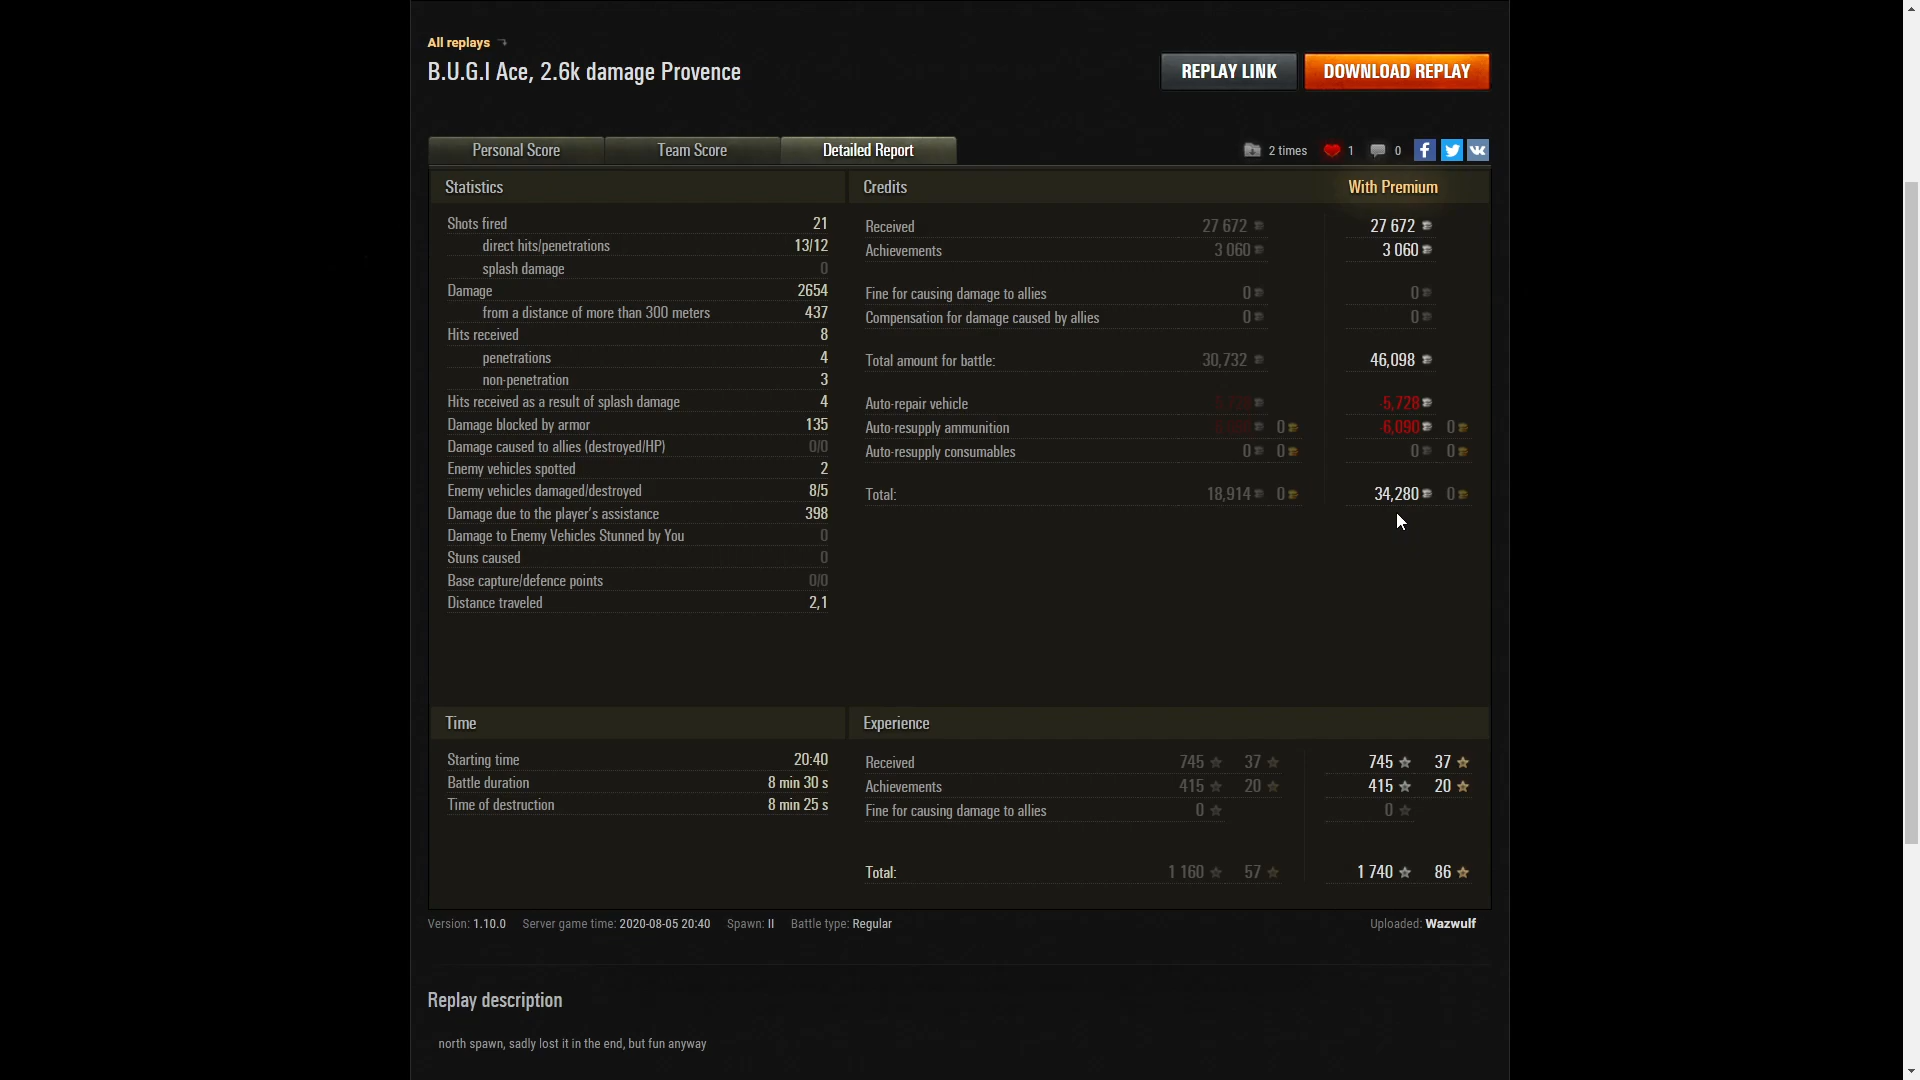 All replays
B.U.G.I Ace, 2.6k damage Provence
REPLAY LINK
DOWNLOAD REPLAY
Personal Score
Team Score
Detailed Report
2 times
1
0
Statistics
Credits
With Premium
Shots fired 21
direct hits/penetrations 13/12
splash damage 0
Damage 2654
from a distance of more than 300 meters 437
Hits received 8
penetrations 4
non-penetration 3
Hits received as a result of splash damage 4
Damage blocked by armor 135
Damage caused to allies (destroyed/HP) 0/0
Enemy vehicles spotted 2
Enemy vehicles damaged/destroyed 8/5
Damage due to the player's assistance 398
Damage to Enemy Vehicles Stunned by You 0
Stuns caused 0
Base capture/defence points 0/0
Distance traveled 2,1
Received 27 672 27 672
Achievements 3 060 3 060
Fine for causing damage to allies 0 0
Compensation for damage caused by allies 0 0
Total amount for battle: 30,732 46,098
Auto-repair vehicle -5,728
Auto-resupply ammunition 0 -6,090 0
Auto-resupply consumables 0 0 0 0
Total: 18,914 0 34,280 0
Time
Starting time 20:40
Battle duration 8 min 30 s
Time of destruction 8 min 25 s
Experience
Received 745 37 745 37
Achievements 415 20 415 20
Fine for causing damage to allies 0 0
Total: 1 160 57 1 740 86
Version: 1.10.0 Server game time: 2020-08-05 20:40 Spawn: II Battle type: Regular Uploaded: Wazwulf
Replay description
north spawn, sadly lost it in the end, but fun anyway